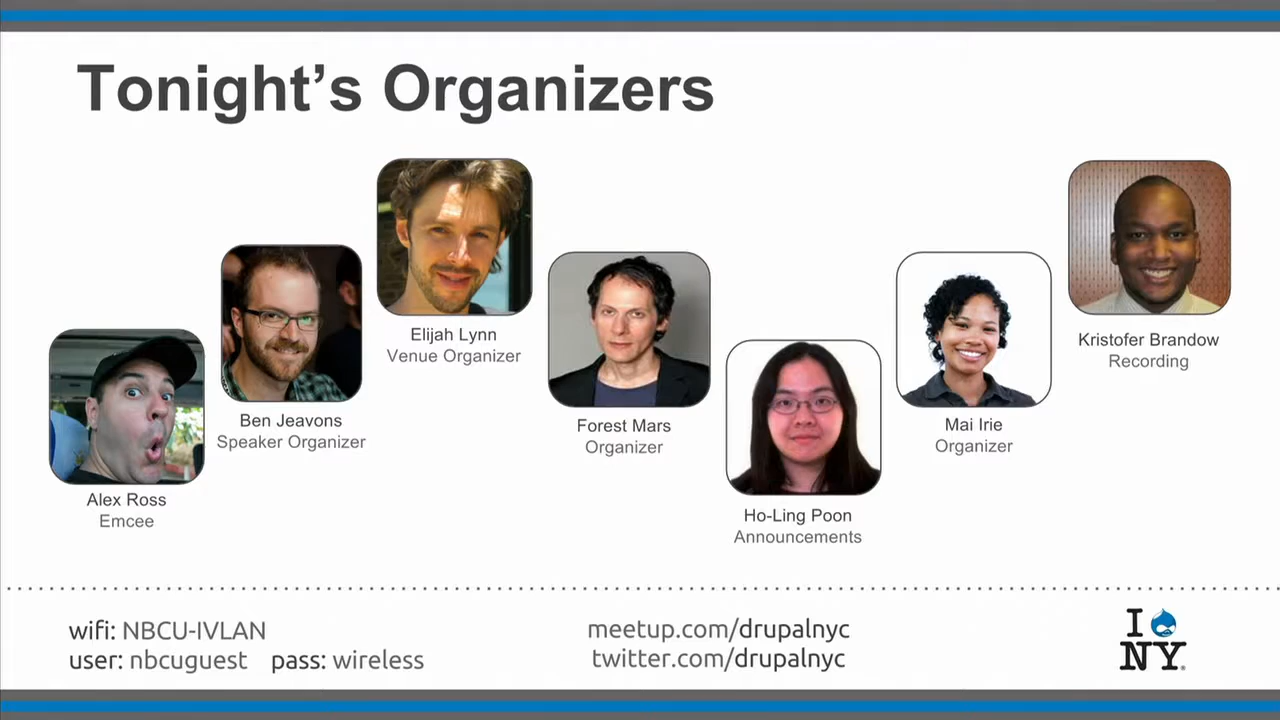 Tonight's Organizers
Alex Ross
Emcee
Ben Jeavons
Speaker Organizer
Elijah Lynn
Venue Organizer
Forest Mars
Organizer
Ho-Ling Poon
Announcements
Mai Irie
Organizer
Kristofer Brandow
Recording
wifi: NBCU-IVLAN
user: nbcuguest pass: wireless
meetup.com/drupalnyc
twitter.com/drupalnyc
I
NY®